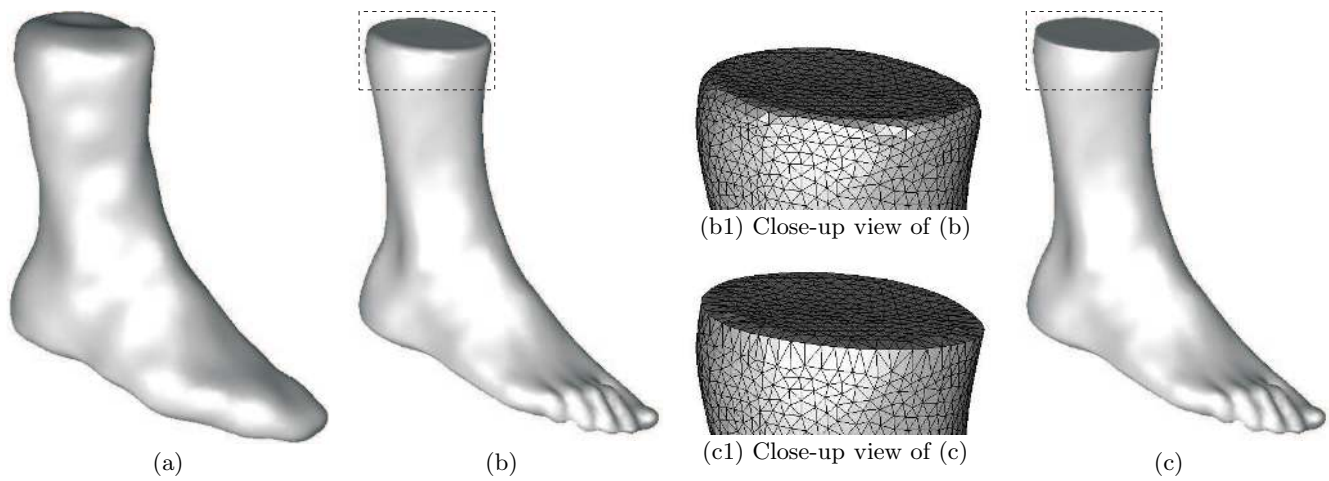 (b1) Close-up view of (b)
(c1) Close-up view of (c)
(a)
(b)
(c)